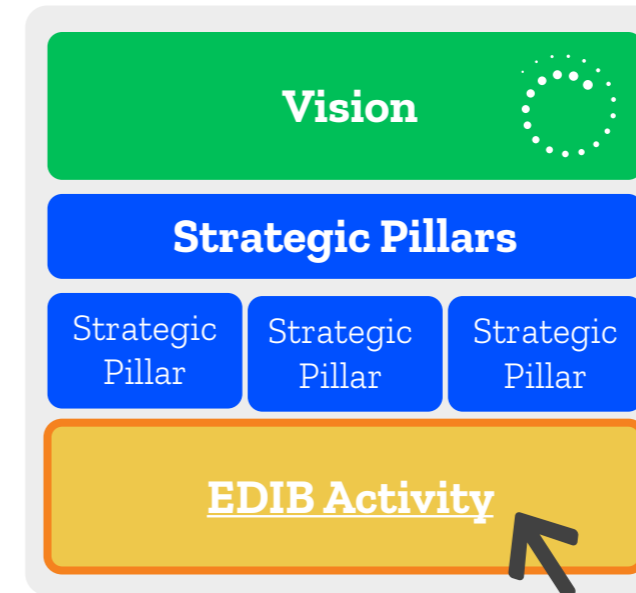 Vision
Strategic Pillars
Strategic
Pillar
Strategic
Pillar
Strategic
Pillar
EDIB Activity